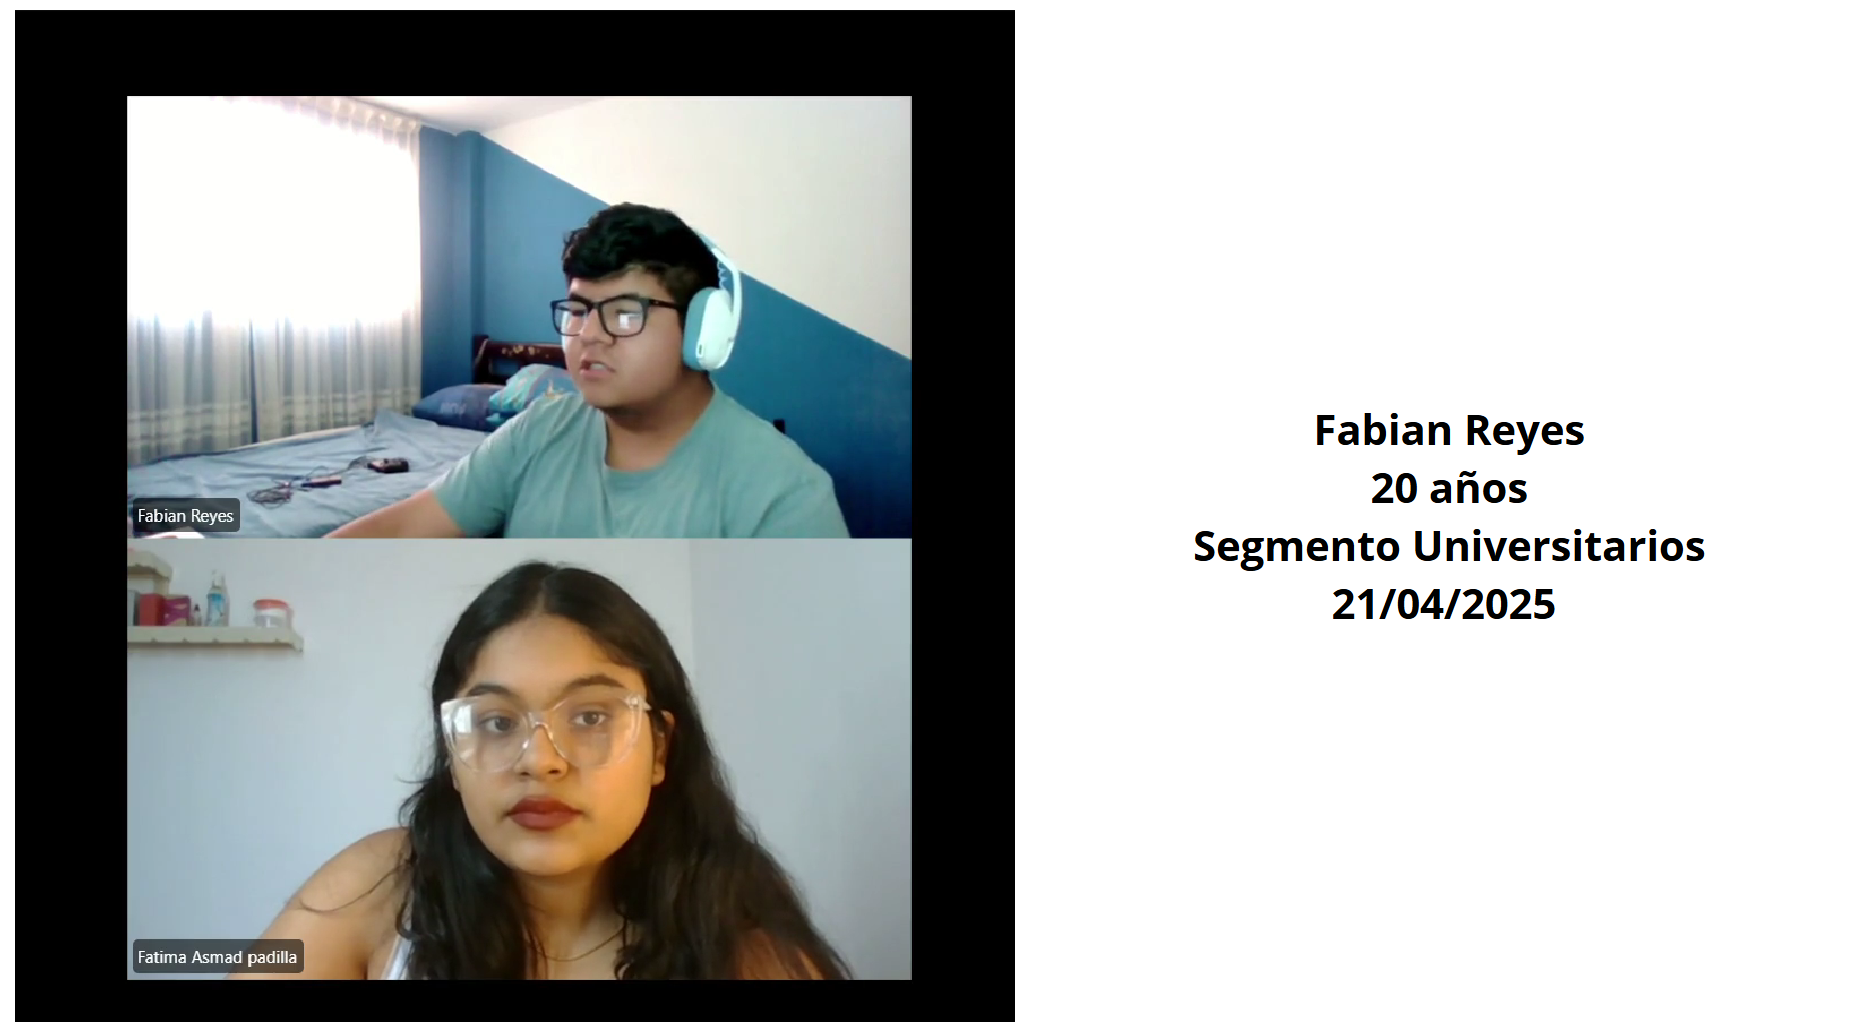 Fabian Reyes
Fatima Asmad padilla
Fabian Reyes
20 años
Segmento Universitarios
21/04/2025